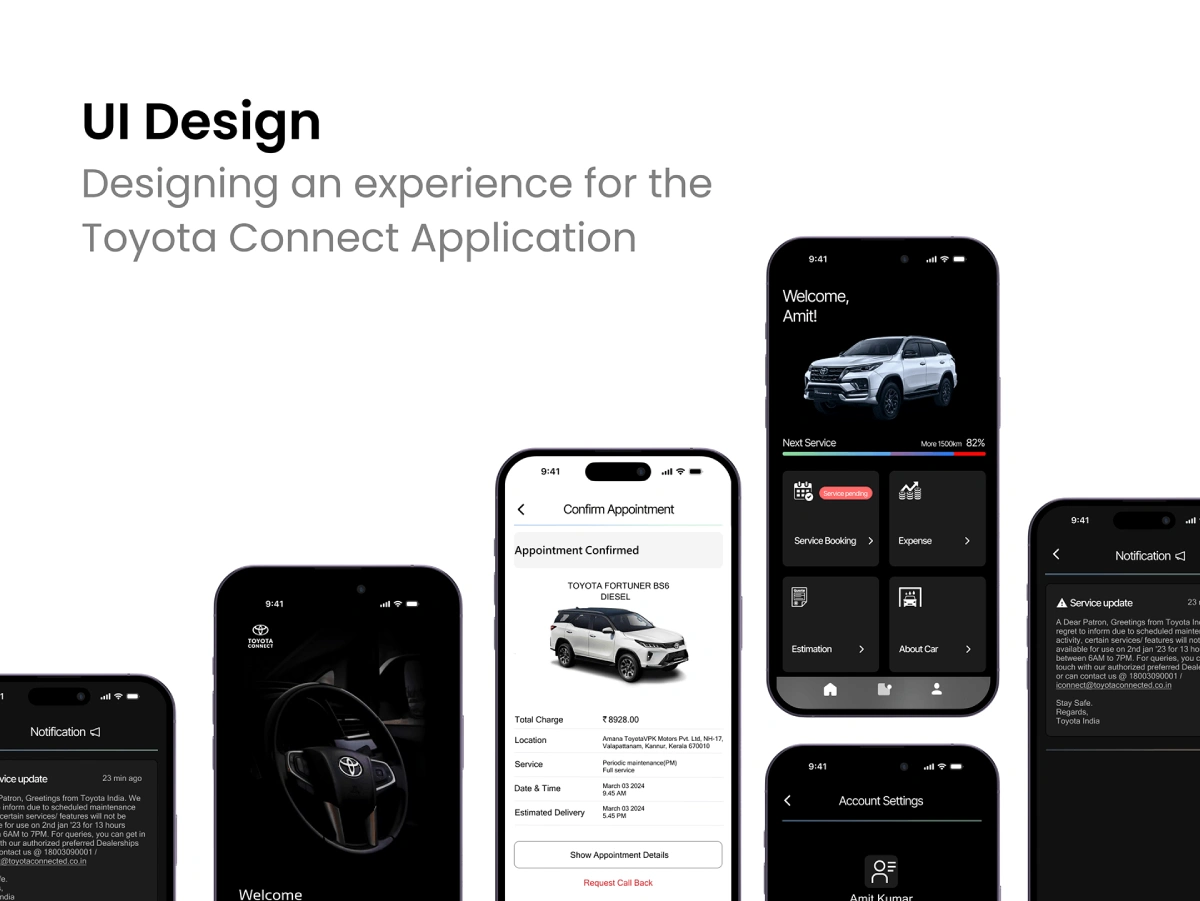 UI Design
Designing an experience for the
Toyota Connect Application
9:41
Welcome,
Amit!
Next Service
More 1500km 82%
Service pending
Service Booking
Expense
Estimation
About Car
9:41
Confirm Appointment
Appointment Confirmed
TOYOTA FORTUNER BS6
DIESEL
Total Charge ₹ 8928.00
Location Amana ToyotaVPK Motors Pvt. Ltd, NH-17,
Valapattanam, Kannur, Kerala 670010
Service Periodic maintenance(PM)
Full service
Date & Time March 03 2024
9.45 AM
Estimated Delivery March 03 2024
5.45 PM
Show Appointment Details
Request Call Back
9:41
TOYOTA
CONNECT
Welcome
1
Notification
vice update 23 min ago
Patron, Greetings from Toyota India. We
inform due to scheduled maintenance
certain services/ features will not be
e for use on 2nd jan '23 for 13 hours
6AM to 7PM. For queries, you can get in
th our authorized preferred Dealerships
ontact us @ 18003090001 /
@toyotaconnected.co.in
fe.
s,
ndia
9:41
Account Settings
Amit Kumar
9:41
Notification
Service update 23
A Dear Patron, Greetings from Toyota In
regret to inform due to scheduled mainte
activity, certain services/ features will not
available for use on 2nd jan '23 for 13 ho
between 6AM to 7PM. For queries, you c
touch with our authorized preferred Deale
or can contact us @ 18003090001 /
iconnect@toyotaconnected.co.in
Stay Safe.
Regards,
Toyota India